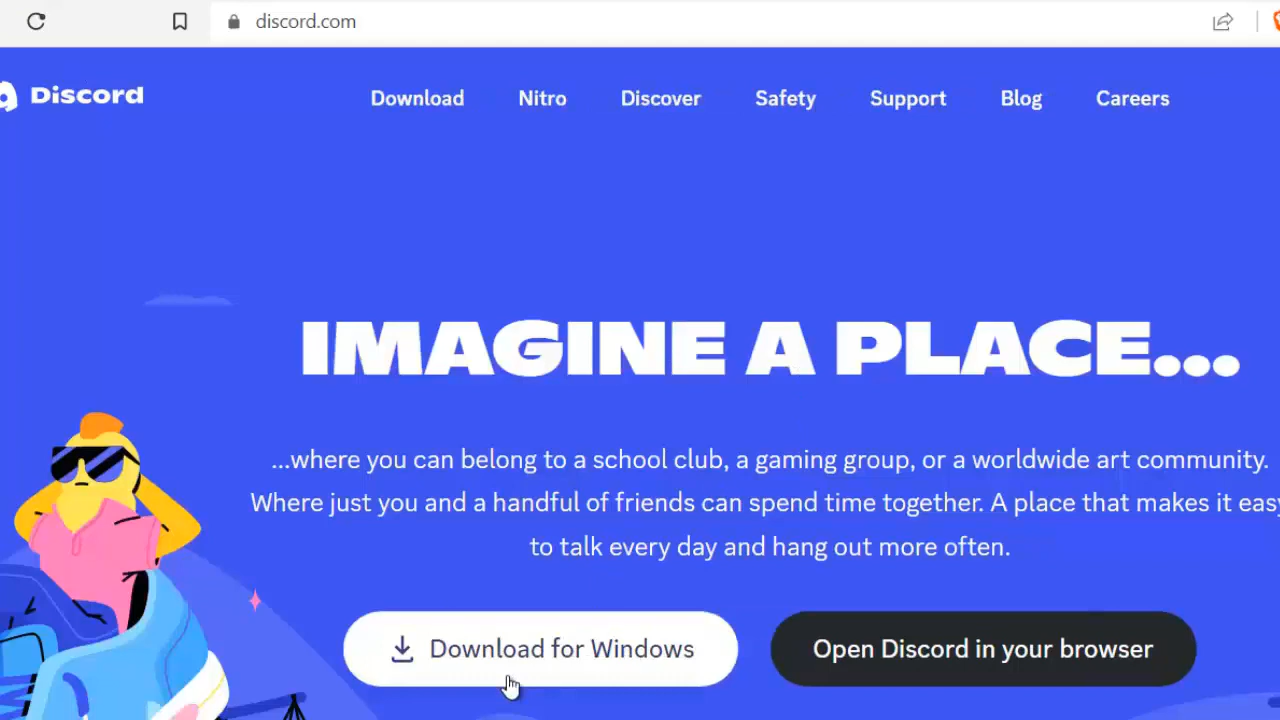 discord.com
Discord
Download Nitro Discover Safety Support Blog Careers
IMAGINE A PLACE...
...where you can belong to a school club, a gaming group, or a worldwide art community.
Where just you and a handful of friends can spend time together. A place that makes it easy
to talk every day and hang out more often.
Download for Windows
Open Discord in your browser